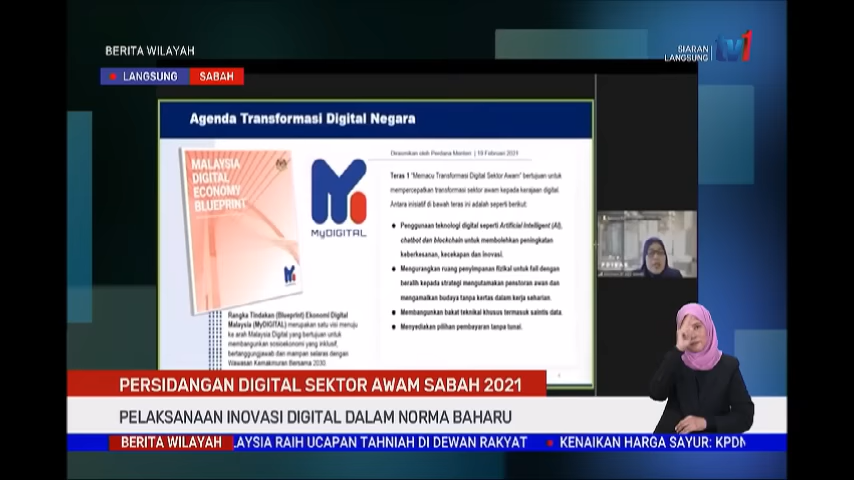 BERITA WILAYAH
SIARAN
LANGSUNG
tv1
LANGSUNG
SABAH
Agenda Transformasi Digital Negara
MALAYSIA
DIGITAL
ECONOMY
BLUEPRINT
MyDIGITAL
Rangka Tindakan (Blueprint) Ekonomi Digital
Malaysia (MyDIGITAL) merupakan satu visi menuju
ke arah Malaysia Digital yang bertujuan untuk
membangunkan sosioekonomi yang inklusif,
bertanggungjawab dan mampan selaras dengan
Wawasan Kemakmuran Bersama 2030.
Dirasmikan oleh Perdana Menteri | 19 Februari 2021
Teras 1 "Memacu Transformasi Digital Sektor Awam" bertujuan untuk
mempercepatkan transformasi sektor awam kepada kerajaan digital.
Antara inisiatif di bawah teras ini adalah seperti berikut:
● Penggunaan teknologi digital seperti Artificial Intelligent (AI),
chatbot dan blockchain untuk membolehkan peningkatan
keberkesanan, kecekapan dan inovasi.
● Mengurangkan ruang penyimpanan fizikal untuk fail dengan
beralih kepada strategi mengutamakan penstoran awan dan
mengamalkan budaya tanpa kertas dalam kerja seharian.
● Membangunkan bakat teknikal khusus termasuk saintis data.
● Menyediakan pilihan pembayaran tanpa tunai.
PERSIDANGAN DIGITAL SEKTOR AWAM SABAH 2021
PELAKSANAAN INOVASI DIGITAL DALAM NORMA BAHARU
BERITA WILAYAH
AYSIA RAIH UCAPAN TAHNIAH DI DEWAN RAKYAT
● KENAIKAN HARGA SAYUR: KPDN